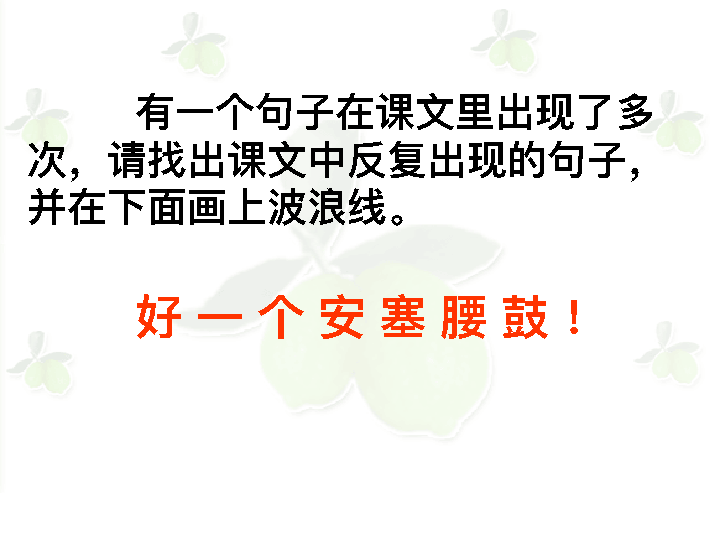 有一个句子在课文里出现了多
次，请找出课文中反复出现的句子，
并在下面画上波浪线。
好一个安塞腰鼓！